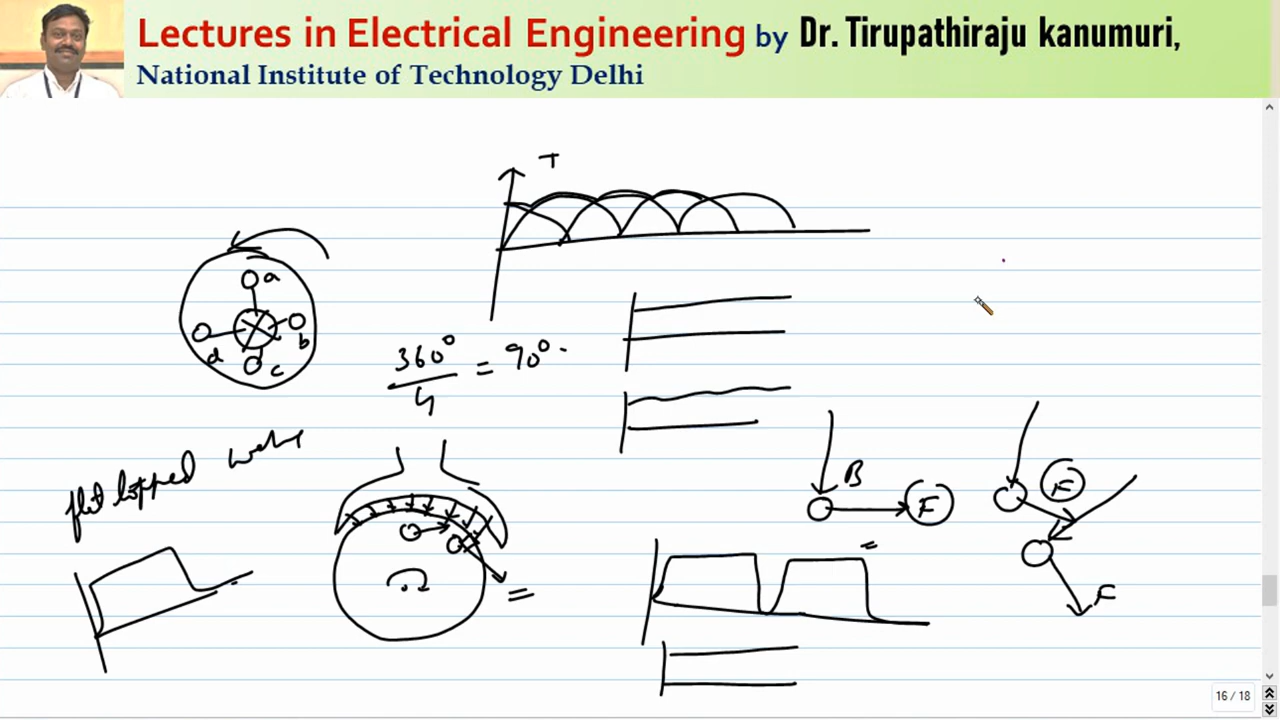 Lectures in Electrical Engineering by Dr. Tirupathiraju kanumuri,
National Institute of Technology Delhi
T
a
b
c
d
360°
4
= 90°.
flat topped
B
F
F
=
=
F
16 / 18